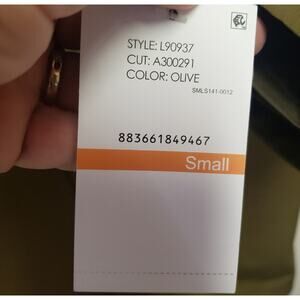 STYLE: L90937
CUT: A300291
COLOR: OLIVE
SMLS141-0012
883661849467
Small